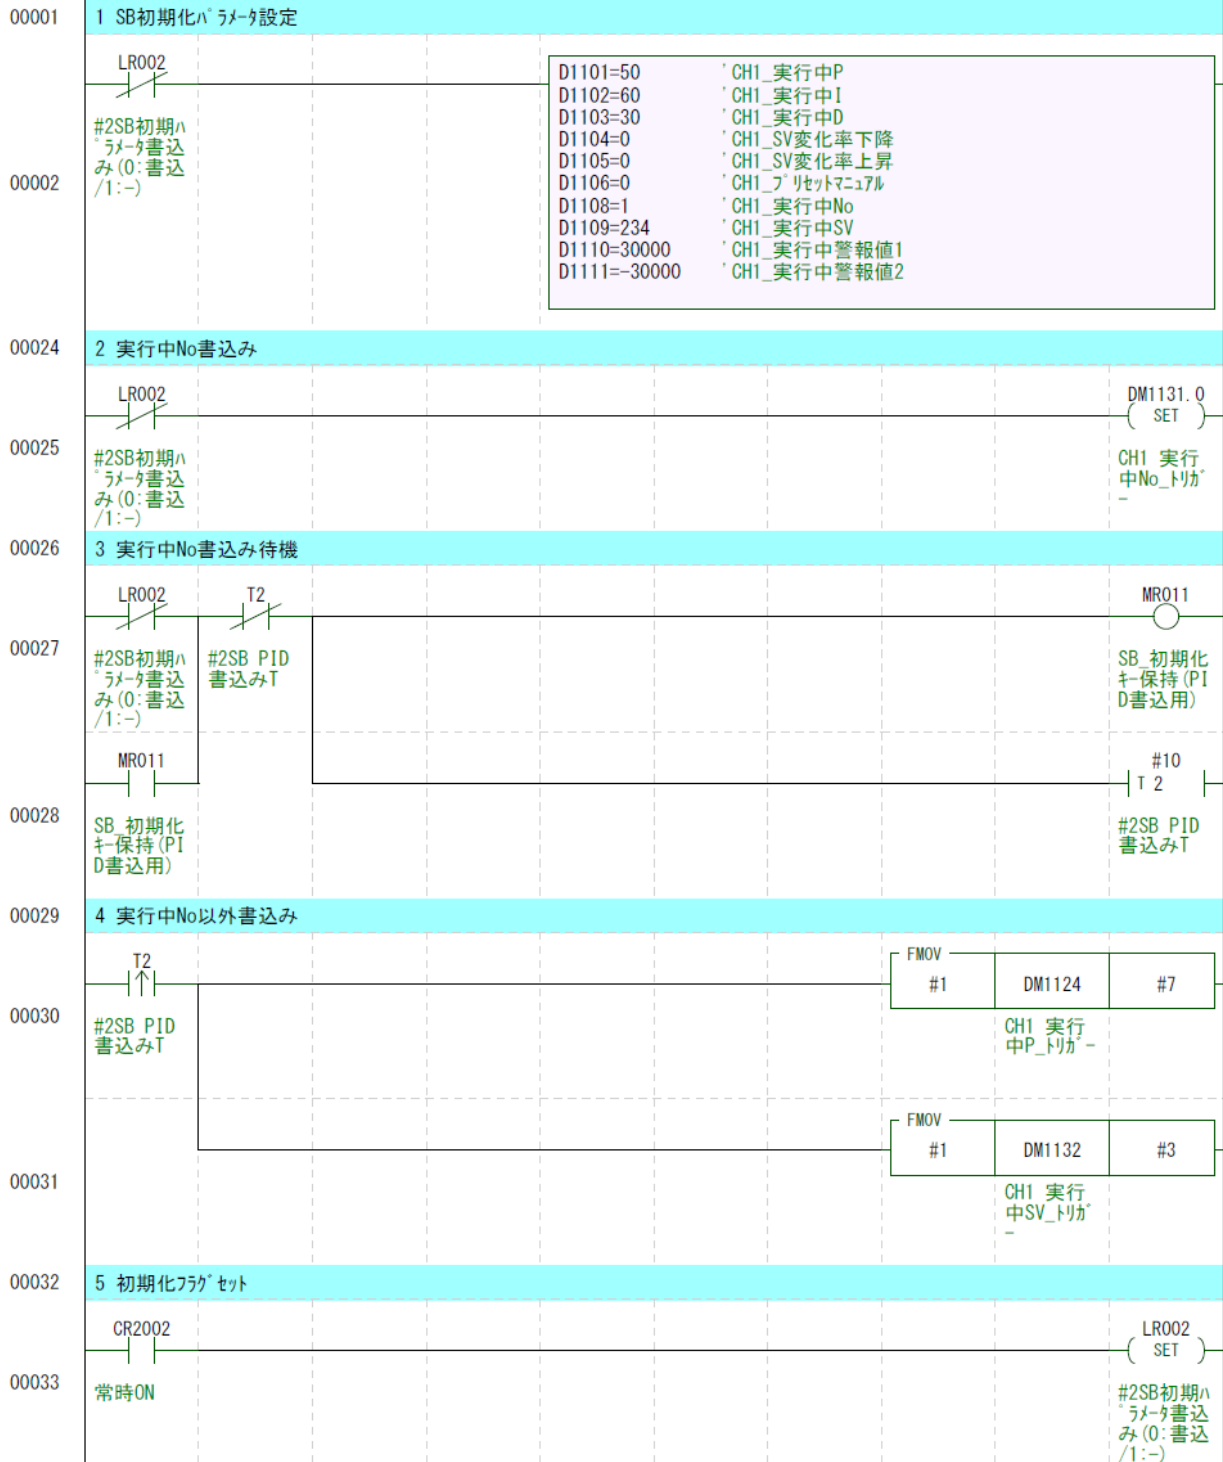 00001
1 SB初期化ﾊﾟﾗﾒｰﾀ設定
LR002
#2SB初期ﾊ
ﾟﾗﾒｰﾀ書込
み(0:書込
/1:-)
D1101=50 'CH1_実行中P
D1102=60 'CH1_実行中I
D1103=30 'CH1_実行中D
D1104=0 'CH1_SV変化率下降
D1105=0 'CH1_SV変化率上昇
D1106=0 'CH1_ﾌﾟﾘｾｯﾄﾏﾆｭｱﾙ
D1108=1 'CH1_実行中No
D1109=234 'CH1_実行中SV
D1110=30000 'CH1_実行中警報値1
D1111=-30000 'CH1_実行中警報値2
00002
00024
2 実行中No書込み
LR002
#2SB初期ﾊ
ﾟﾗﾒｰﾀ書込
み(0:書込
/1:-)
DM1131.0
SET
CH1 実行
中No_ﾄﾘｶﾞ
ｰ
00025
00026
3 実行中No書込み待機
LR002
#2SB初期ﾊ
ﾟﾗﾒｰﾀ書込
み(0:書込
/1:-)
T2
#2SB PID
書込みT
MR011
SB_初期化
ｷｰ保持(PI
D書込用)
00027
MR011
SB_初期化
ｷｰ保持(PI
D書込用)
#10
T 2
#2SB PID
書込みT
00028
00029
4 実行中No以外書込み
T2
#2SB PID
書込みT
FMOV
#1 DM1124 #7
CH1 実行
中P_ﾄﾘｶﾞｰ
00030
FMOV
#1 DM1132 #3
CH1 実行
中SV_ﾄﾘｶﾞ
ｰ
00031
00032
5 初期化ﾌﾗｸﾞｾｯﾄ
CR2002
常時ON
LR002
SET
#2SB初期ﾊ
ﾟﾗﾒｰﾀ書込
み(0:書込
/1:-)
00033